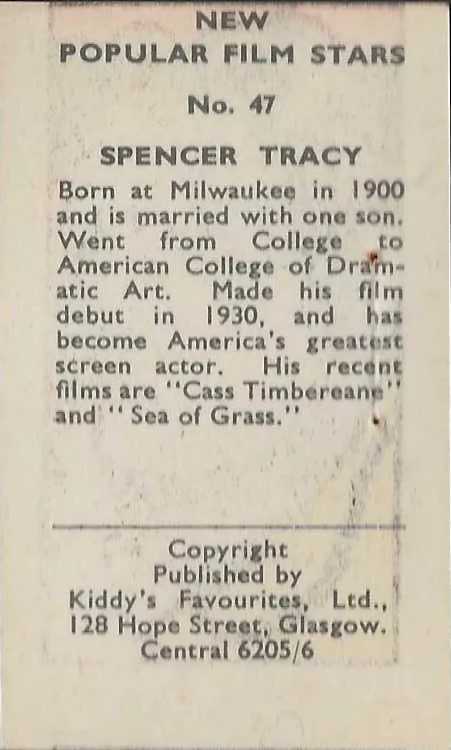 NEW
POPULAR FILM STARS
No. 47
SPENCER TRACY
Born at Milwaukee in 1900
and is married with one son.
Went from College to
American College of Dram-
atic Art. Made his film
debut in 1930, and has
become America's greatest
screen actor. His recent
films are "Cass Timbereane"
and "Sea of Grass."
Copyright
Published by
Kiddy's Favourites, Ltd.,
128 Hope Street, Glasgow.
Central 6205/6